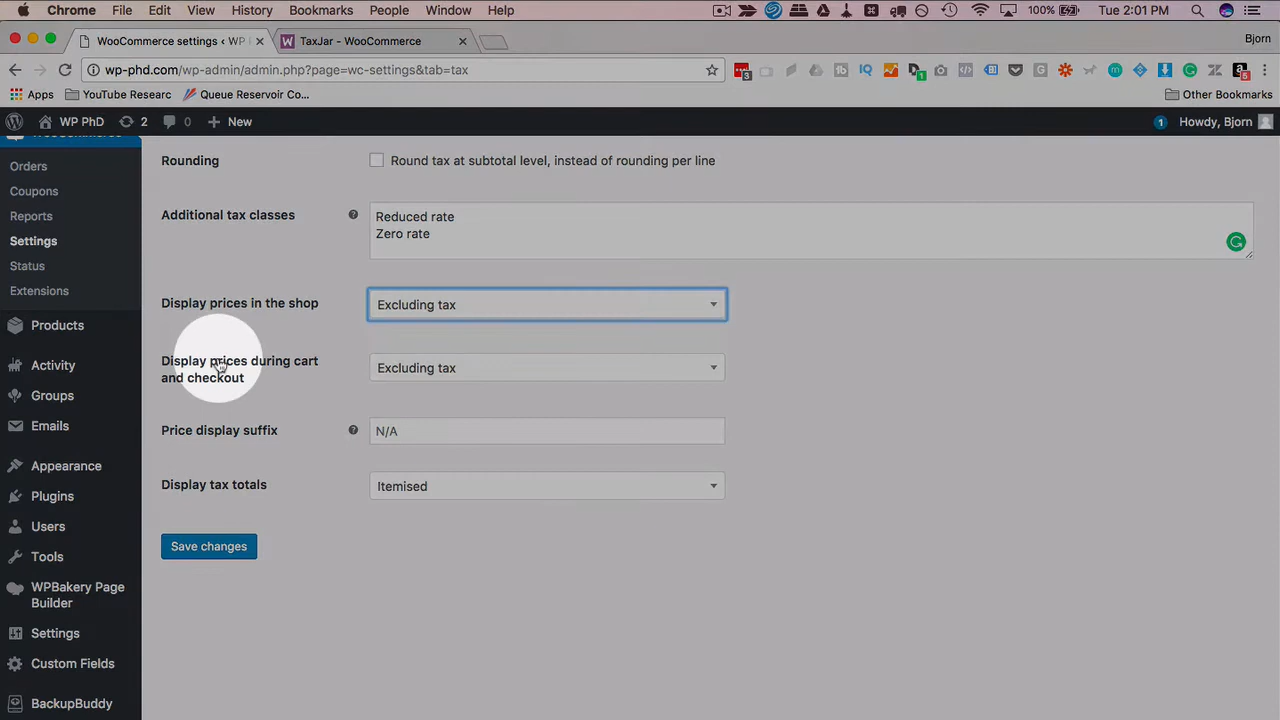 Chrome File Edit View History Bookmarks People Window Help 100% Tue 2:01 PM
WooCommerce settings ‹ WP TaxJar - WooCommerce Bjorn
wp-phd.com/wp-admin/admin.php?page=wc-settings&tab=tax
Apps YouTube Researc Queue Reservoir Co... Other Bookmarks
WP PhD 2 0 New 1 Howdy, Bjorn
Orders
Coupons
Reports
Settings
Status
Extensions
Products
Activity
Groups
Emails
Appearance
Plugins
Users
Tools
WPBakery Page
Builder
Settings
Custom Fields
BackupBuddy
Rounding Round tax at subtotal level, instead of rounding per line
Additional tax classes Reduced rate
Zero rate
Display prices in the shop Excluding tax
Display prices during cart
and checkout Excluding tax
Price display suffix N/A
Display tax totals Itemised
Save changes